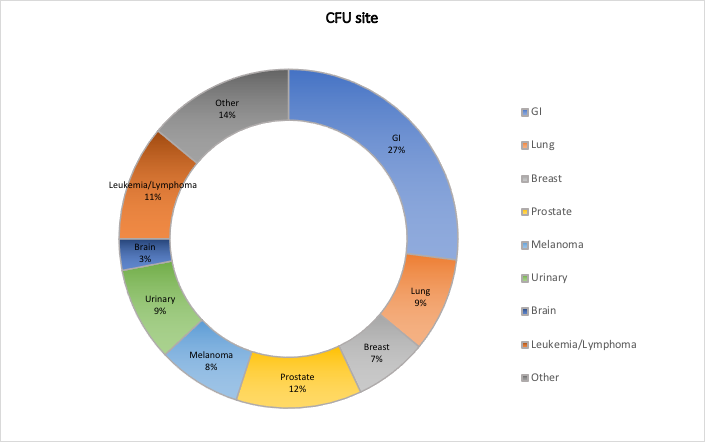 CFU site
GI
27%
Lung
9%
Breast
7%
Prostate
12%
Melanoma
8%
Urinary
9%
Brain
3%
Leukemia/Lymphoma
11%
Other
14%
GI
Lung
Breast
Prostate
Melanoma
Urinary
Brain
Leukemia/Lymphoma
Other